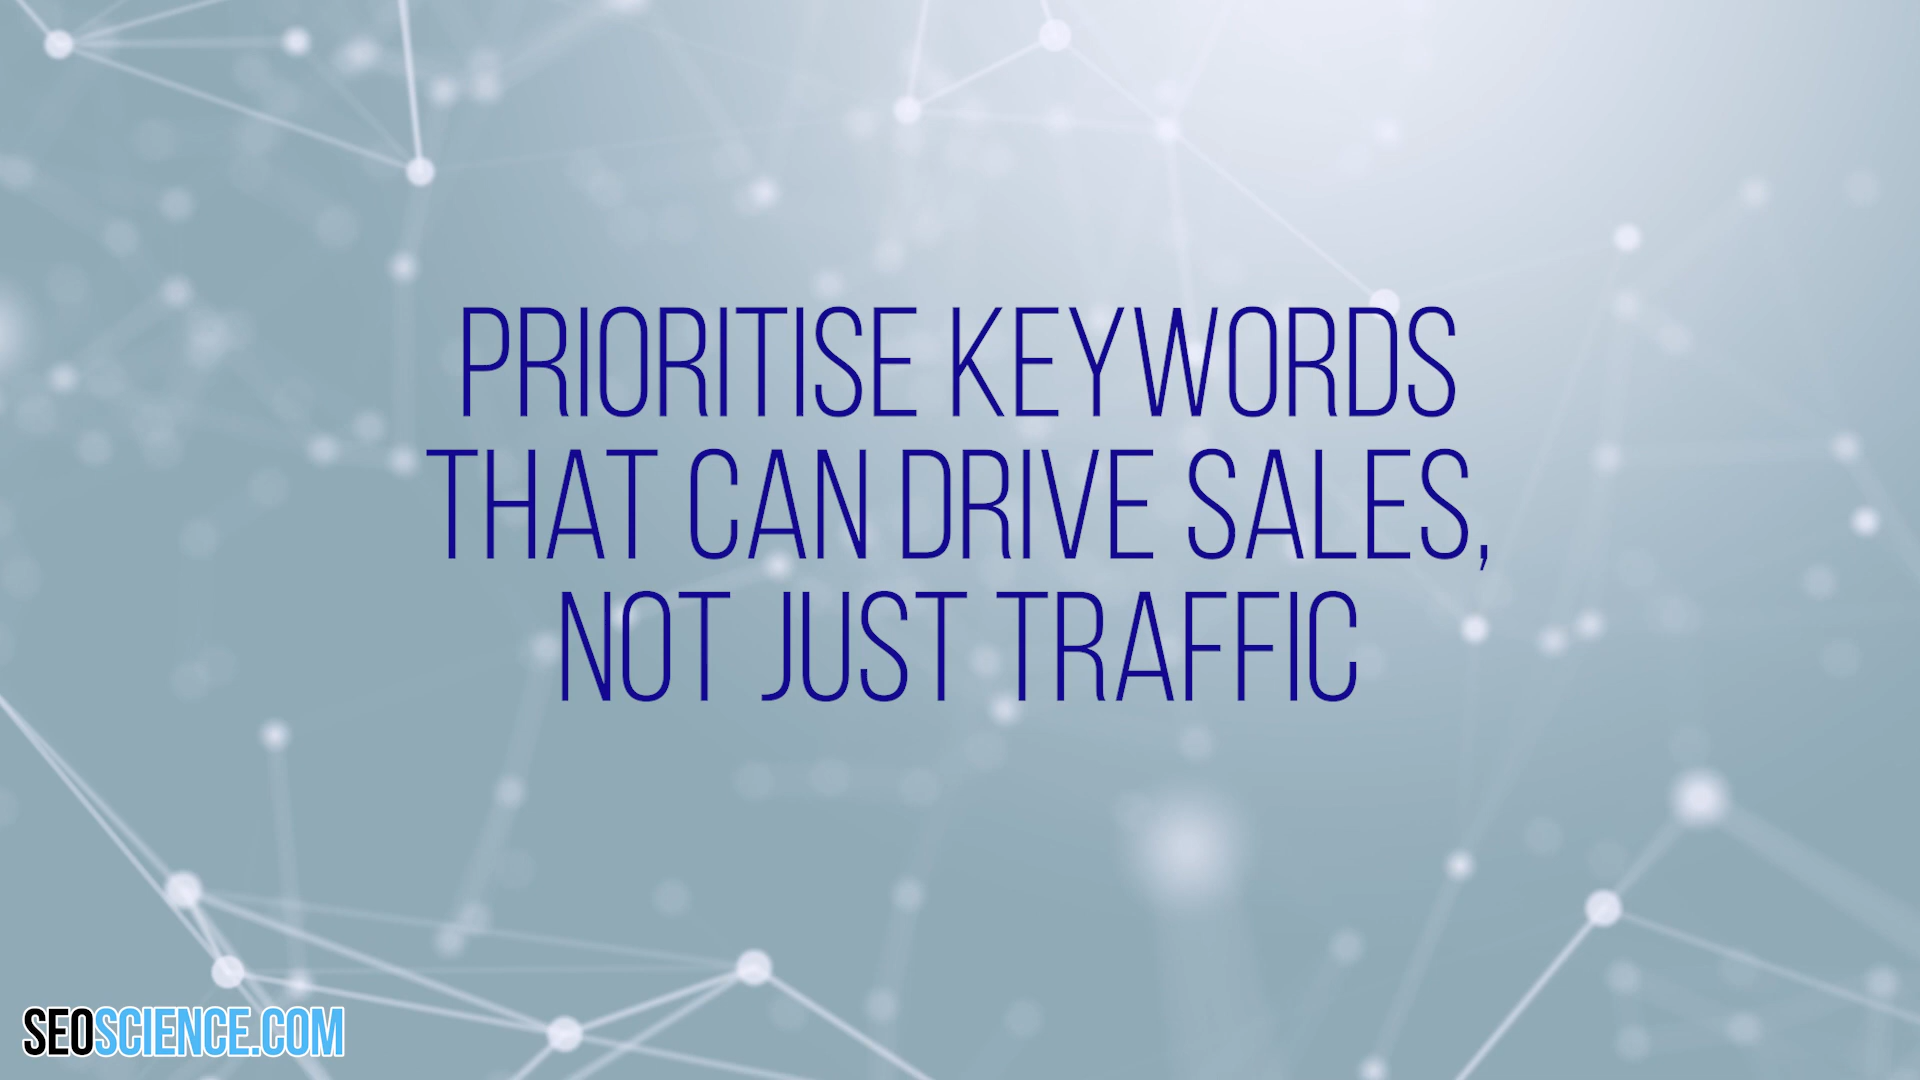 PRIORITISE KEYWORDS
THAT CAN DRIVE SALES,
NOT JUST TRAFFIC
SEOSCIENCE.COM